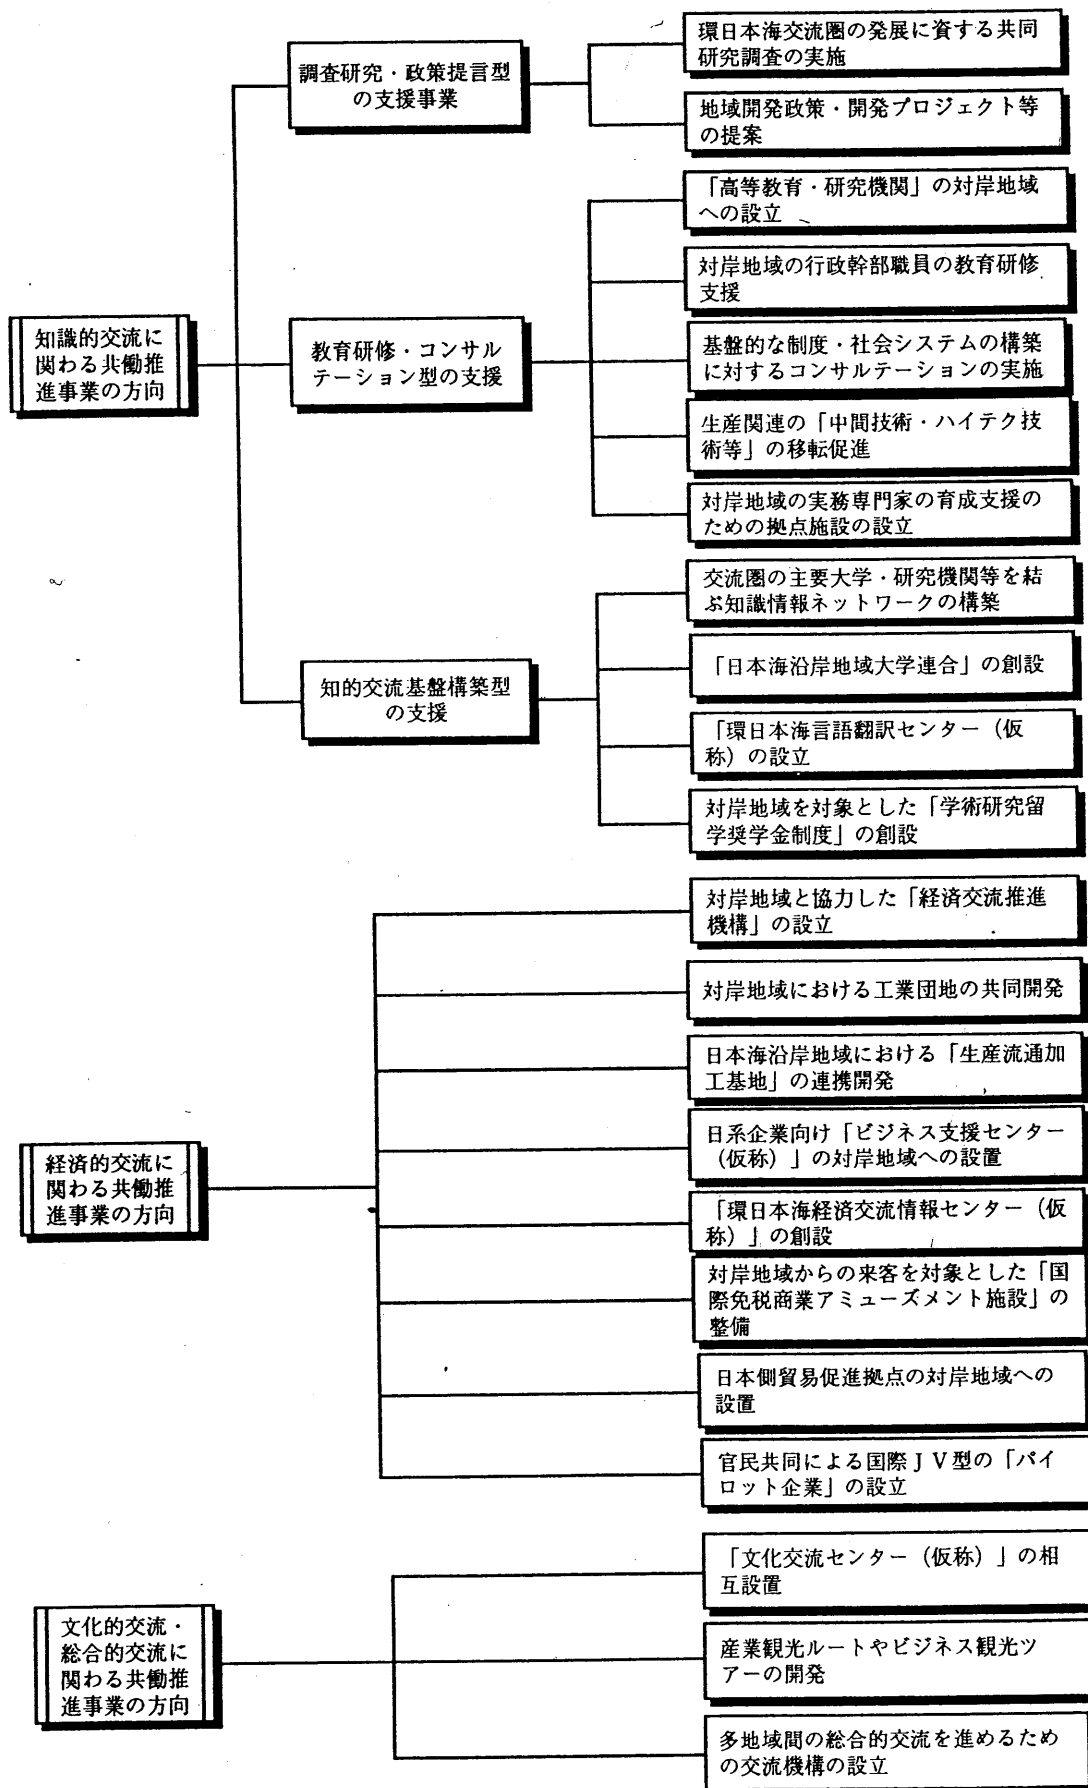 知識的交流に
関わる共働推
進事業の方向
調査研究・政策提言型
の支援事業
環日本海交流圏の発展に資する共同
研究調査の実施
地域開発政策・開発プロジェクト等
の提案
教育研修・コンサル
テーション型の支援
「高等教育・研究機関」の対岸地域
への設立
対岸地域の行政幹部職員の教育研修
支援
基盤的な制度・社会システムの構築
に対するコンサルテーションの実施
生産関連の「中間技術・ハイテク技
術等」の移転促進
対岸地域の実務専門家の育成支援の
ための拠点施設の設立
知的交流基盤構築型
の支援
交流圏の主要大学・研究機関等を結
ぶ知識情報ネットワークの構築
「日本海沿岸地域大学連合」の創設
「環日本海言語翻訳センター（仮
称）の設立
対岸地域を対象とした「学術研究留
学奨学金制度」の創設
経済的交流に
関わる共働推
進事業の方向
対岸地域と協力した「経済交流推進
機構」の設立
対岸地域における工業団地の共同開発
日本海沿岸地域における「生産流通加
工基地」の連携開発
日系企業向け「ビジネス支援センター
（仮称）」の対岸地域への設置
「環日本海経済交流情報センター（仮
称）」の創設
対岸地域からの来客を対象とした「国
際免税商業アミューズメント施設」の
整備
日本側貿易促進拠点の対岸地域への
設置
官民共同による国際ＪＶ型の「パイ
ロット企業」の設立
文化的交流・
総合的交流に
関わる共働推
進事業の方向
「文化交流センター（仮称）」の相
互設置
産業観光ルートやビジネス観光ツ
アーの開発
多地域間の総合的交流を進めるため
の交流機構の設立